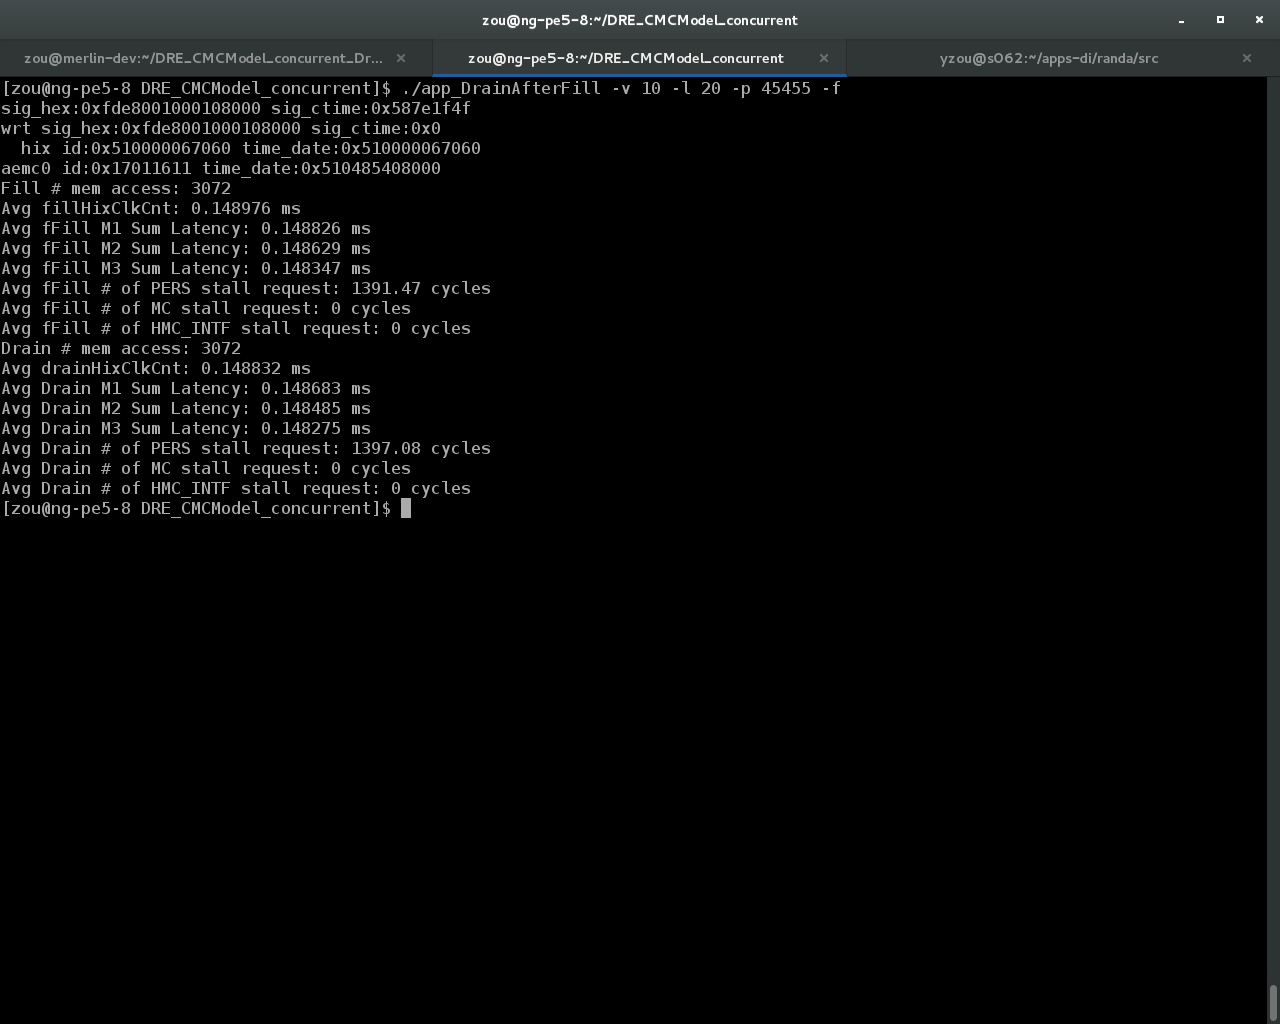 zou@ng-pe5-8:~/DRE_CMCModel_concurrent
zou@merlin-dev:~/DRE_CMCModel_concurrent_Dr... × zou@ng-pe5-8:~/DRE_CMCModel_concurrent × yzou@s062:~/apps-di/randa/src ×
[zou@ng-pe5-8 DRE_CMCModel_concurrent]$ ./app_DrainAfterFill -v 10 -l 20 -p 45455 -f
sig_hex:0xfde8001000108000 sig_ctime:0x587e1f4f
wrt sig_hex:0xfde8001000108000 sig_ctime:0x0
  hix id:0x510000067060 time_date:0x510000067060
aemc0 id:0x17011611 time_date:0x510485408000
Fill # mem access: 3072
Avg fillHixClkCnt: 0.148976 ms
Avg fFill M1 Sum Latency: 0.148826 ms
Avg fFill M2 Sum Latency: 0.148629 ms
Avg fFill M3 Sum Latency: 0.148347 ms
Avg fFill # of PERS stall request: 1391.47 cycles
Avg fFill # of MC stall request: 0 cycles
Avg fFill # of HMC_INTF stall request: 0 cycles
Drain # mem access: 3072
Avg drainHixClkCnt: 0.148832 ms
Avg Drain M1 Sum Latency: 0.148683 ms
Avg Drain M2 Sum Latency: 0.148485 ms
Avg Drain M3 Sum Latency: 0.148275 ms
Avg Drain # of PERS stall request: 1397.08 cycles
Avg Drain # of MC stall request: 0 cycles
Avg Drain # of HMC_INTF stall request: 0 cycles
[zou@ng-pe5-8 DRE_CMCModel_concurrent]$